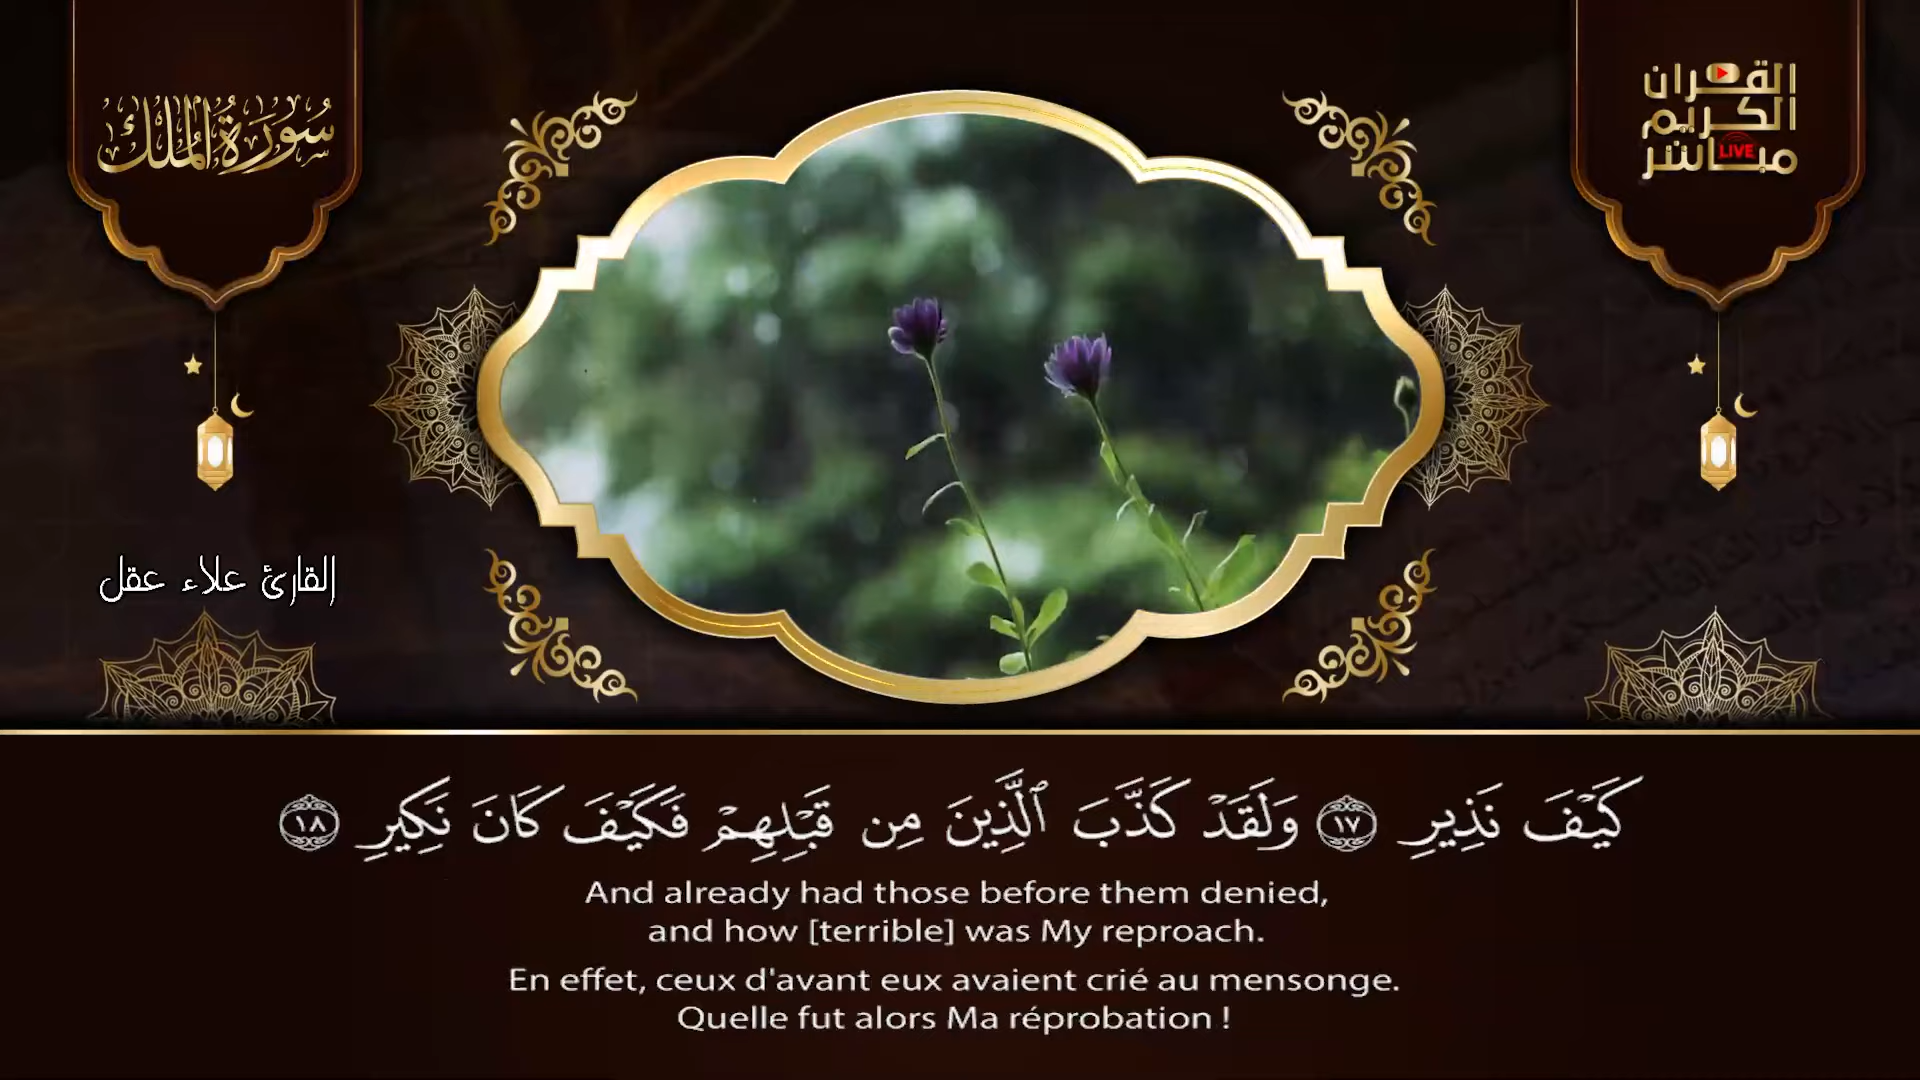 سُورَةُ المُلك
القرآن
الكريم
مباشر
LIVE
القارئ علاء عقل
كَيْفَ نَذِيرِ ١٧ وَلَقَدْ كَذَّبَ ٱلَّذِينَ مِن قَبْلِهِمْ فَكَيْفَ كَانَ نَكِيرِ ١٨
And already had those before them denied,
and how [terrible] was My reproach.
En effet, ceux d'avant eux avaient crié au mensonge.
Quelle fut alors Ma réprobation !